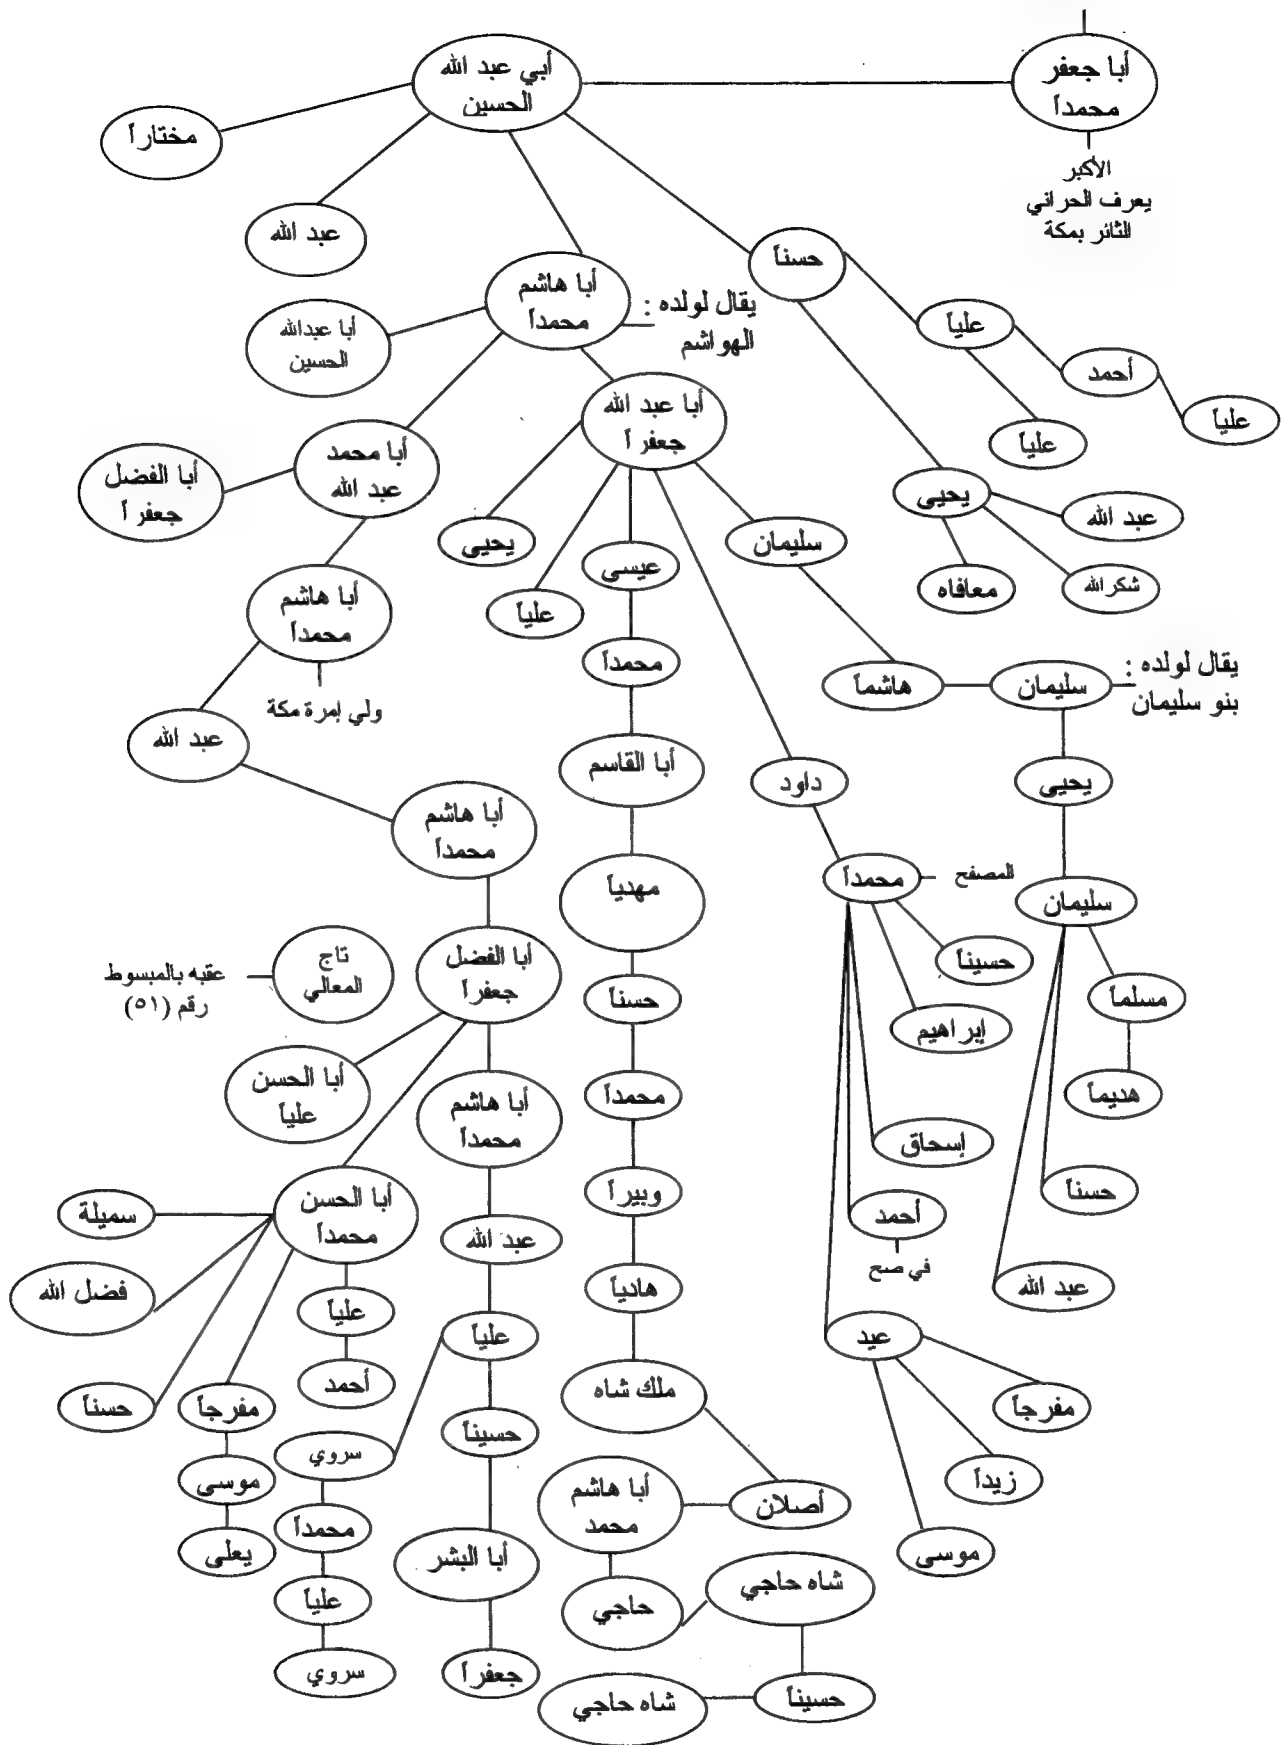 أبا جعفر
محمداً
الأكبر
يعرف الحراني
الثائر بمكة
أبي عبد الله
الحسين
مختاراً
عبد الله
حسناً
أبا هاشم
محمداً
يقال لولده :
الهواشم
أبا عبدالله
الحسين
علياً
أحمد
علياً
علياً
أبا عبد الله
جعفراً
أبا محمد
عبد الله
أبا الفضل
جعفراً
يحيى
عبد الله
شكرالله
معافاه
سليمان
عيسى
يحيى
علياً
أبا هاشم
محمداً
ولي إمرة مكة
محمداً
هاشماً
سليمان
يقال لولده :
بنو سليمان
عبد الله
أبا القاسم
داود
يحيى
أبا هاشم
محمداً
مهدياً
محمداً
المصفح
سليمان
حسيناً
إبراهيم
مسلماً
هديماً
أبا الفضل
جعفراً
تاج
المعالي
عقبه بالمبسوط
رقم (٥١)
حسناً
أبا الحسن
علياً
أبا هاشم
محمداً
محمداً
إسحاق
حسناً
وبيراً
أحمد
في صح
عبد الله
أبا الحسن
محمداً
سميلة
فضل الله
عبد الله
هادياً
علياً
علياً
عيد
أحمد
مفرجاً
حسناً
ملك شاه
مفرجاً
حسيناً
سروي
موسى
زيداً
أصلان
أبا هاشم
محمد
محمداً
يعلى
موسى
أبا البشر
شاه حاجي
حاجي
علياً
سروي
جعفراً
حسيناً
شاه حاجي